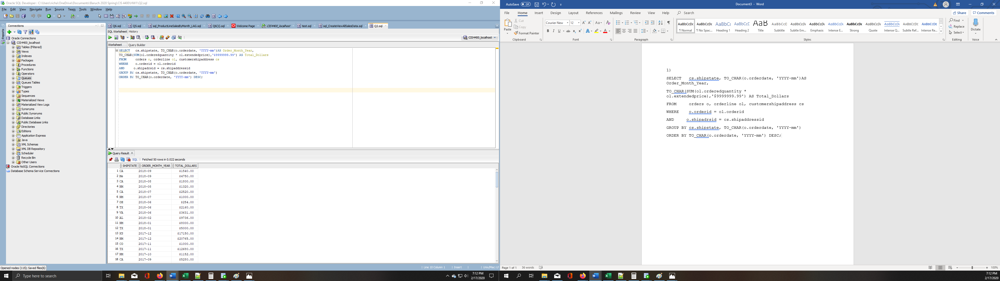 Oracle SQL Developer : C:\Users\richa\OneDrive\Documents\Baruch 2020 Spring\CIS 4400\HW1\Q2.sql
File Edit View Navigate Run Source Team Tools Window Help
Connections
Reports
Oracle Connections
CIS4400_localhost
Tables (Filtered)
Views
Indexes
Packages
Procedures
Functions
Operators
Queues
Queues Tables
Triggers
Types
Sequences
Materialized Views
Materialized View Logs
Synonyms
Public Synonyms
Database Links
Public Database Links
Directories
Editions
Application Express
Java
XML Schemas
XML DB Repository
Scheduler
Recycle Bin
Other Users
Oracle NoSQL Connections
Database Schema Service Connections
Opened nodes (115); Saved files(6)
Q6.sql Q5.sql sql_ProductLineSalesByMonth_LAG.sql Q6(1).sql Welcome Page CIS4400_localhost test.sql sql_CreateViewAllSalesData.sql Q2.sql
SQL Worksheet History
CIS4400_localhost
Worksheet Query Builder
SELECT cs.shipstate, TO_CHAR(o.orderdate, 'YYYY-mm')AS Order_Month_Year,
TO_CHAR(SUM(ol.orderedquantity * ol.extendedprice),'$9999999.99') AS Total_Dollars
FROM orders o, orderline ol, customershipaddress cs
WHERE o.orderid = ol.orderid
AND o.shipadrsid = cs.shipaddressid
GROUP BY cs.shipstate, TO_CHAR(o.orderdate, 'YYYY-mm')
ORDER BY TO_CHAR(o.orderdate, 'YYYY-mm') DESC;
Query Result x
SQL | Fetched 50 rows in 0.022 seconds
SHIPSTATE ORDER_MONTH_YEAR TOTAL_DOLLARS
1 CA 2018-09 $1540.00
2 Me 2018-09 $4750.00
3 CA 2018-08 $1800.00
4 NM 2018-08 $1320.00
5 CA 2018-07 $2520.00
6 NM 2018-07 $1000.00
7 OH 2018-06 $254.00
8 TX 2018-06 $2160.00
9 VA 2018-06 $3631.00
10 AL 2018-02 $9736.00
11 NM 2018-01 $8000.00
12 TX 2018-01 $5000.00
13 KS 2017-12 $17150.00
14 NM 2017-12 $20765.00
15 CO 2017-11 $1000.00
16 TX 2017-11 $12680.00
17 NM 2017-10 $1152.00
18 CA 2017-09 $5280.00
Line 10 Column 1 | Insert | Unix/Mac: LF
Type here to search
7:12 PM
2/17/2020
AutoSave Off
Document3 - Word
File Home Insert Design Layout References Mailings Review View Help Search
Share Comments
Paste
Cut
Copy
Format Painter
Clipboard
Courier New 12
Font
Paragraph
AaBbCcDc AaBbCcDc AaBbC( AaBbCcC AaB AaBbCcD AaBbCcDc AaBbCcDc AaBbCcDc AaBbCcDc AaBbCcDc AaBbCcDc AABBCCDC AABBCCDC
¶ Normal ¶ No Spac... Heading 1 Heading 2 Title Subtitle Subtle Em... Emphasis Intense E... Strong Quote Intense Q... Subtle Ref... Intense Re...
Styles
Find
Replace
Select
Editing
Dictate
Voice
1)
SELECT cs.shipstate, TO_CHAR(o.orderdate, 'YYYY-mm')AS
Order_Month_Year,
TO_CHAR(SUM(ol.orderedquantity *
ol.extendedprice),'$9999999.99') AS Total_Dollars
FROM orders o, orderline ol, customershipaddress cs
WHERE o.orderid = ol.orderid
AND o.shipadrsid = cs.shipaddressid
GROUP BY cs.shipstate, TO_CHAR(o.orderdate, 'YYYY-mm')
ORDER BY TO_CHAR(o.orderdate, 'YYYY-mm') DESC;
Page 1 of 1 36 words
100%
7:12 PM
2/17/2020